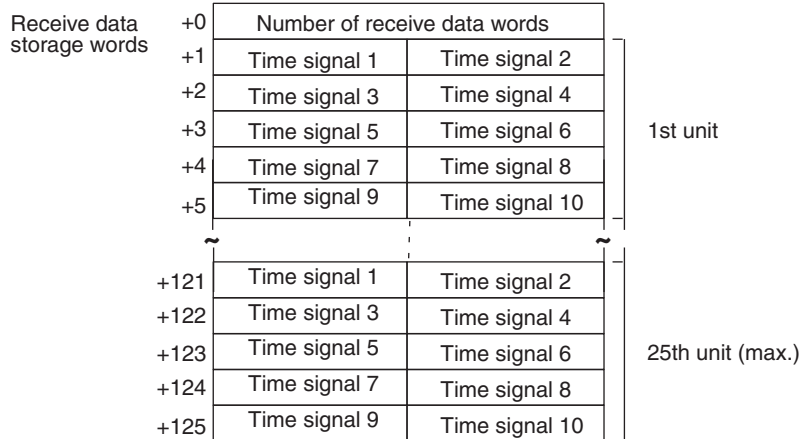 Receive data
storage words
+0 Number of receive data words
+1 Time signal 1 Time signal 2
+2 Time signal 3 Time signal 4
+3 Time signal 5 Time signal 6 1st unit
+4 Time signal 7 Time signal 8
+5 Time signal 9 Time signal 10
~ ~
+121 Time signal 1 Time signal 2
+122 Time signal 3 Time signal 4
+123 Time signal 5 Time signal 6 25th unit (max.)
+124 Time signal 7 Time signal 8
+125 Time signal 9 Time signal 10